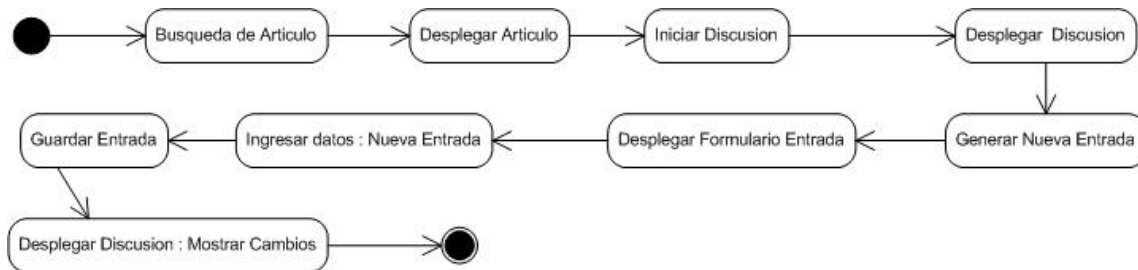 Busqueda de Articulo
Desplegar Articulo
Iniciar Discusion
Desplegar Discusion
Generar Nueva Entrada
Desplegar Formulario Entrada
Ingresar datos : Nueva Entrada
Guardar Entrada
Desplegar Discusion : Mostrar Cambios